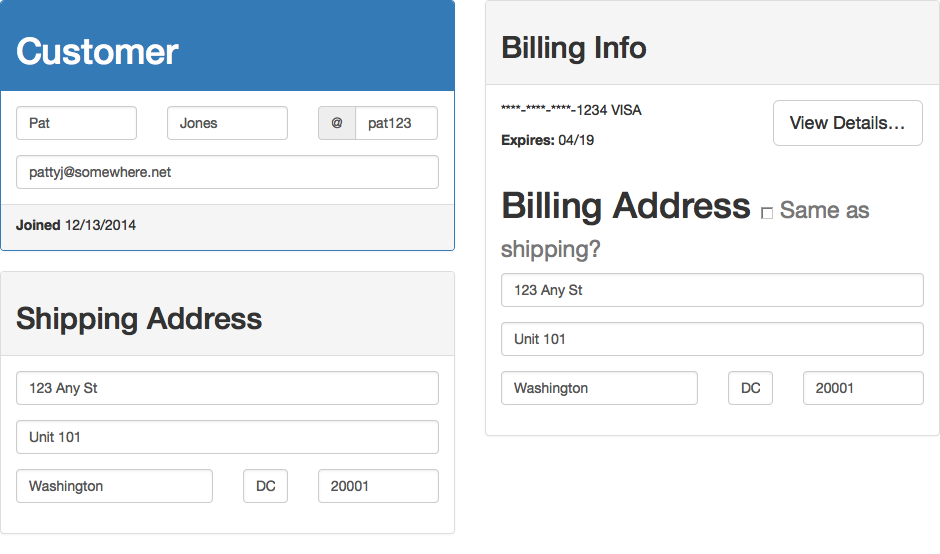 Customer
Pat Jones @ pat123
pattyj@somewhere.net
Joined 12/13/2014
Shipping Address
123 Any St
Unit 101
Washington DC 20001
Billing Info
****-****-****-1234 VISA
View Details...
Expires: 04/19
Billing Address Same as
shipping?
123 Any St
Unit 101
Washington DC 20001